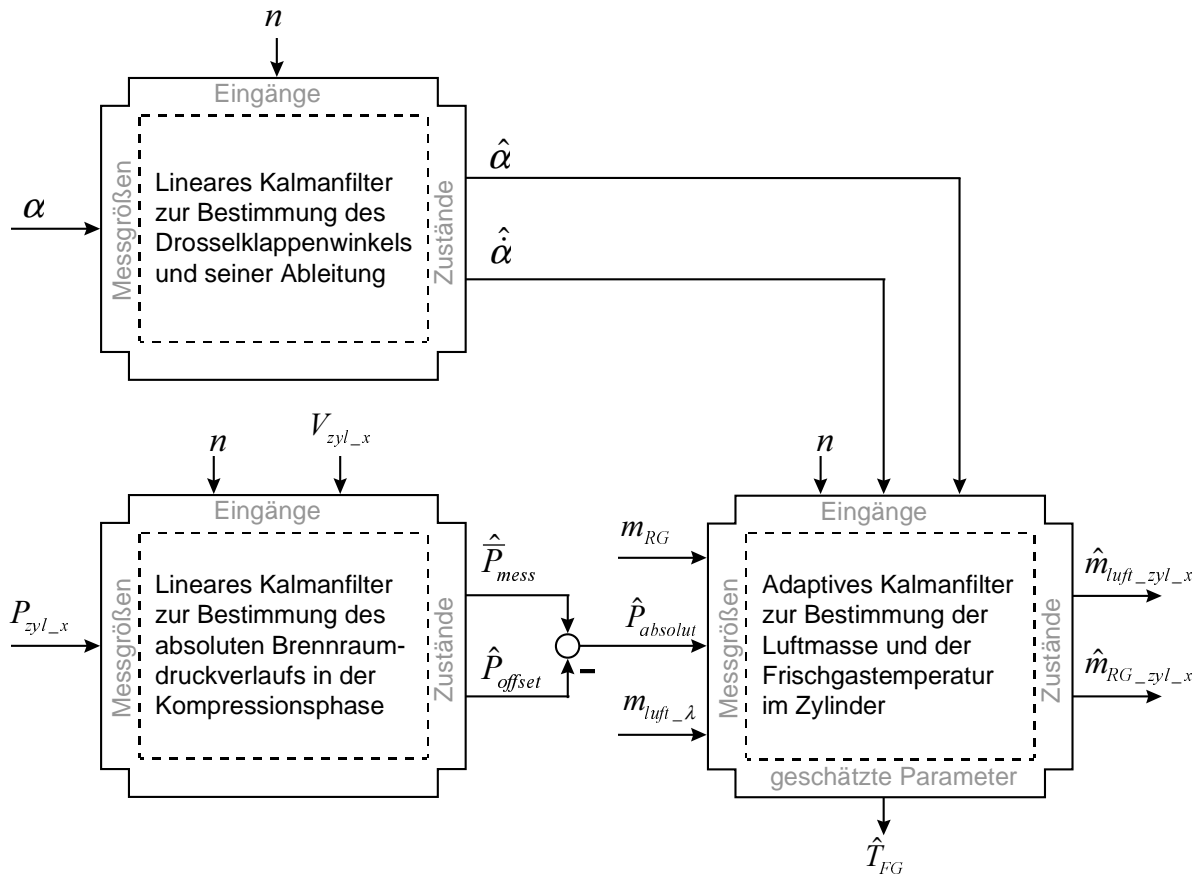 n
Eingänge
Messgrößen
Lineares Kalmanfilter
zur Bestimmung des
Drosselklappenwinkels
und seiner Ableitung
Zustände
α
α̂
α̇̂
n
V_zyl_x
Eingänge
Messgrößen
Lineares Kalmanfilter
zur Bestimmung des
absoluten Brennraum-
druckverlaufs in der
Kompressionsphase
Zustände
P_zyl_x
P̅̂_mess
P̂_offset
-
n
Eingänge
m_RG
P̂_absolut
m_luft_λ
Messgrößen
Adaptives Kalmanfilter
zur Bestimmung der
Luftmasse und der
Frischgastemperatur
im Zylinder
Zustände
geschätzte Parameter
m̂_luft_zyl_x
m̂_RG_zyl_x
T̂_FG